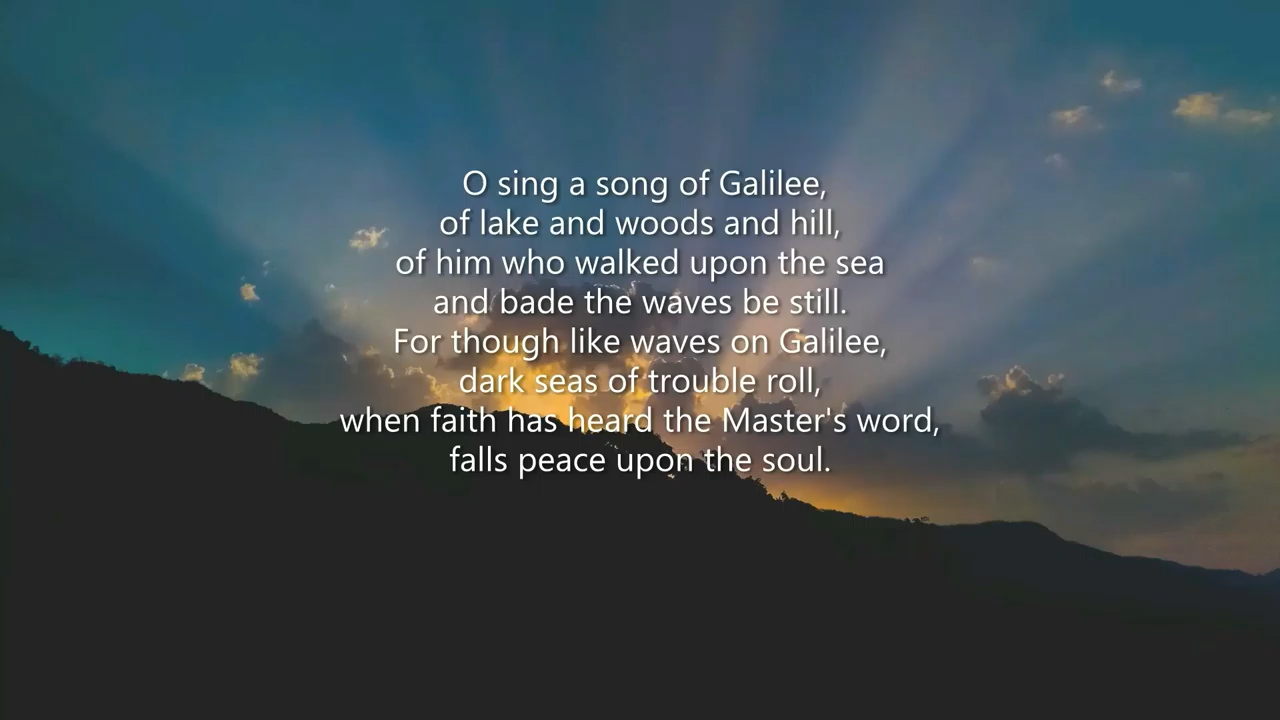 O sing a song of Galilee,
of lake and woods and hill,
of him who walked upon the sea
and bade the waves be still.
For though like waves on Galilee,
dark seas of trouble roll,
when faith has heard the Master's word,
falls peace upon the soul.